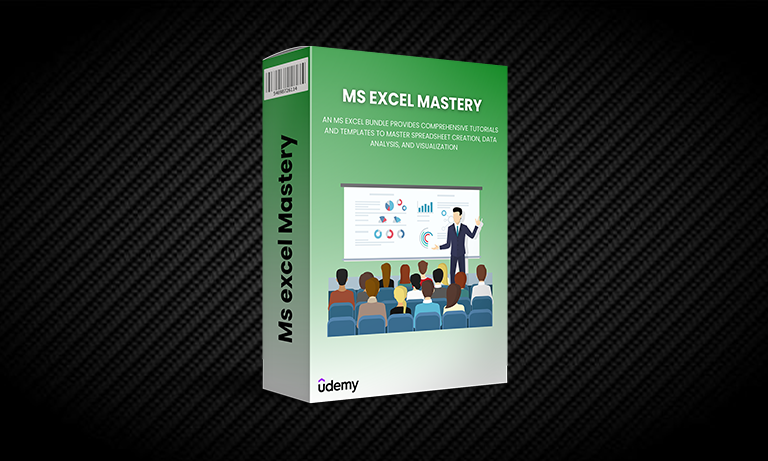 MS EXCEL MASTERY
AN MS EXCEL BUNDLE PROVIDES COMPREHENSIVE TUTORIALS
AND TEMPLATES TO MASTER SPREADSHEET CREATION, DATA
ANALYSIS, AND VISUALIZATION
Ms excel Mastery
udemy